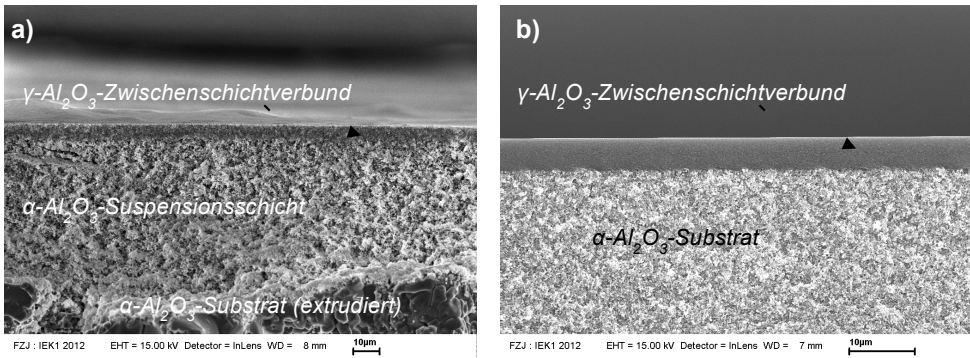 a)
γ-Al₂O₃-Zwischenschichtverbund
α-Al₂O₃-Suspensionsschicht
α-Al₂O₃-Substrat (extrudiert)
FZJ : IEK1 2012 EHT = 15.00 kV Detector = InLens WD = 8 mm 10µm
b)
γ-Al₂O₃-Zwischenschichtverbund
α-Al₂O₃-Substrat
FZJ : IEK1 2012 EHT = 15.00 kV Detector = InLens WD = 7 mm 10µm